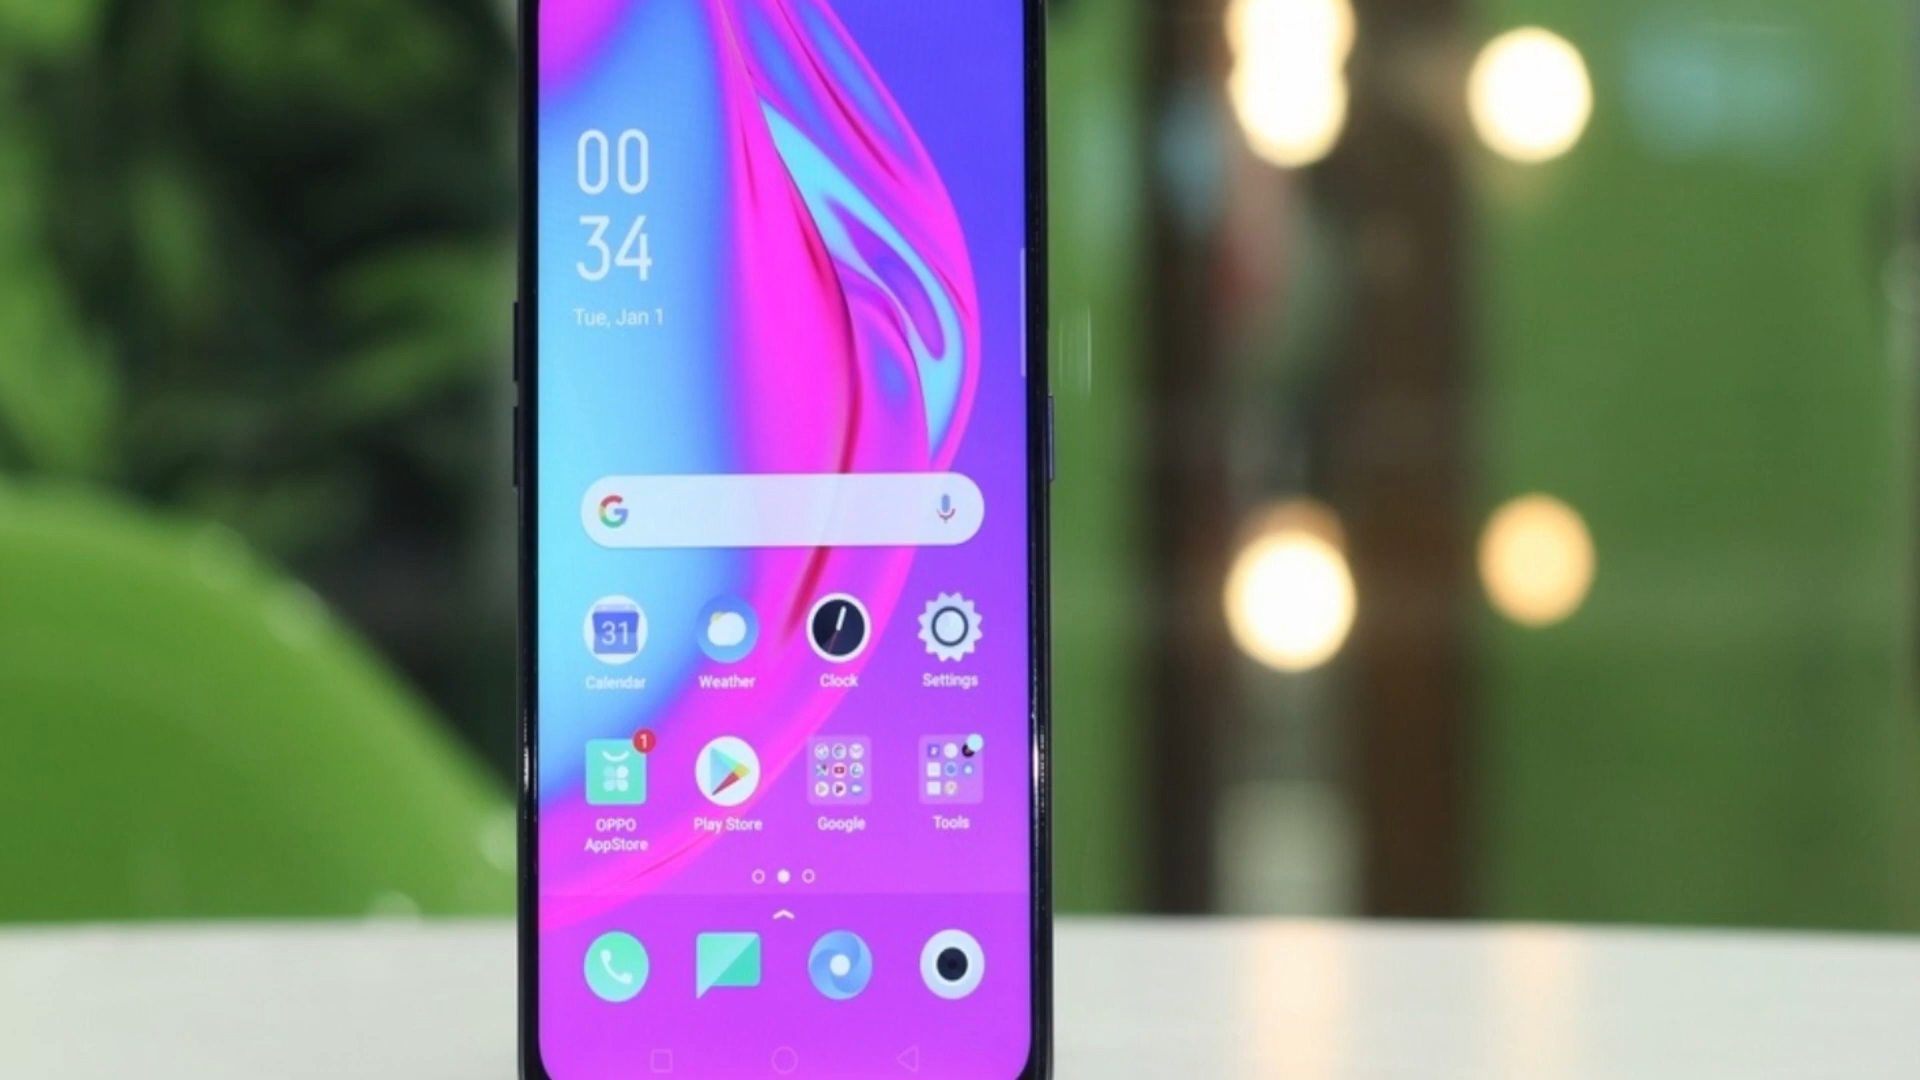 00
34
Tue, Jan 1
G
31
Calendar
Weather
Clock
Settings
1
OPPO
AppStore
Play Store
Google
Tools